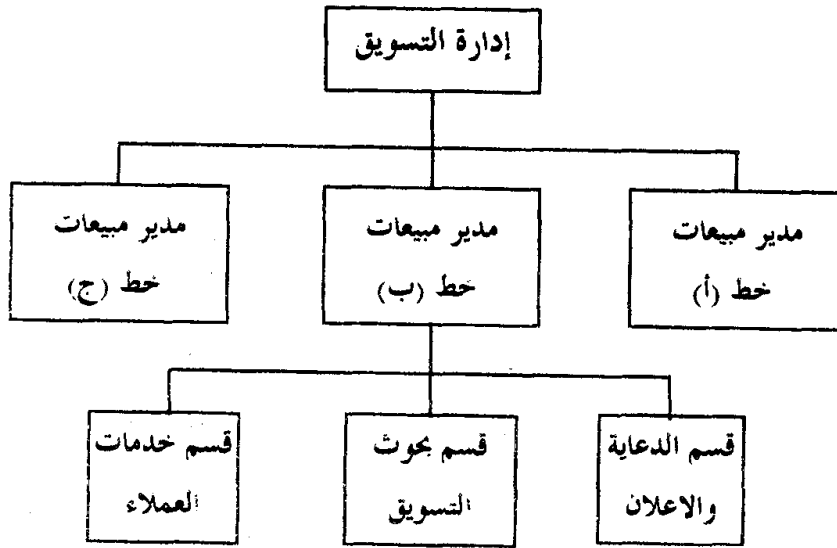 إدارة التسويق
مدير مبيعات
خط (أ)
مدير مبيعات
خط (ب)
مدير مبيعات
خط (ج)
قسم الدعاية
والاعلان
قسم بحوث
التسويق
قسم خدمات
العملاء